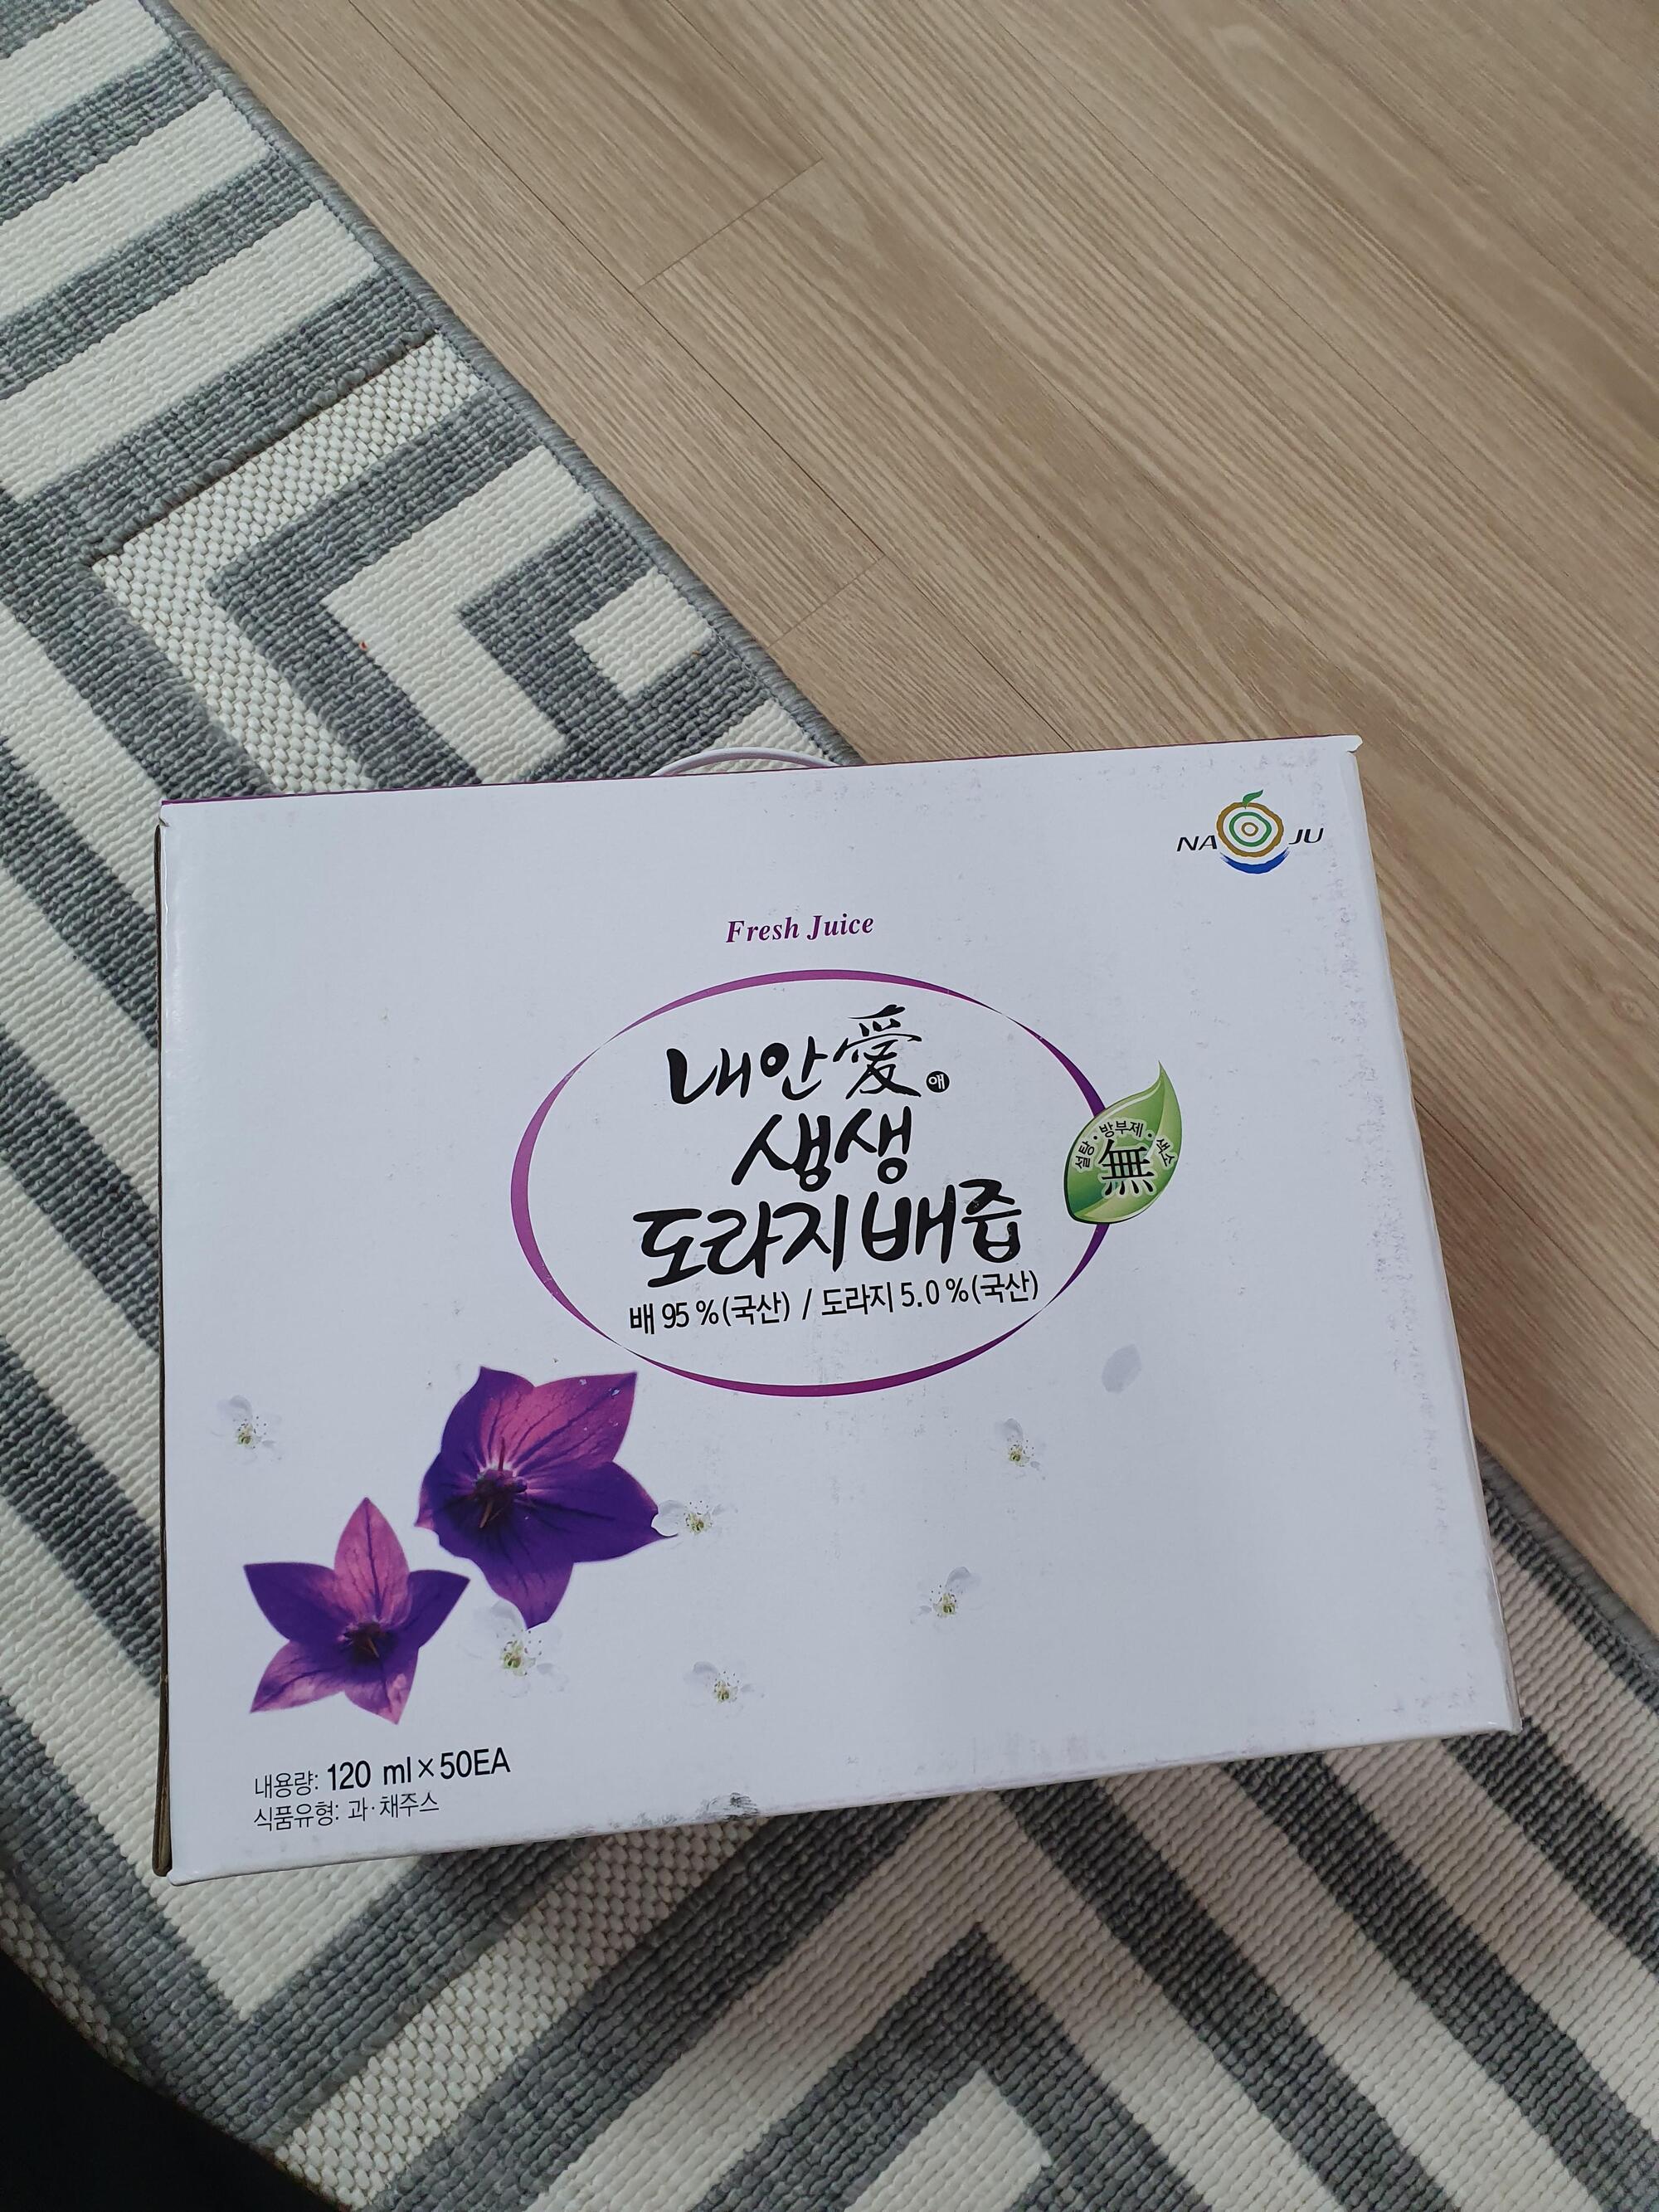 NA JU
Fresh Juice
내안愛 애
생생
도라지배즙
배 95 %(국산) / 도라지 5.0 %(국산)
설탕·방부제·색소
無
내용량: 120 ml×50EA
식품유형: 과·채주스